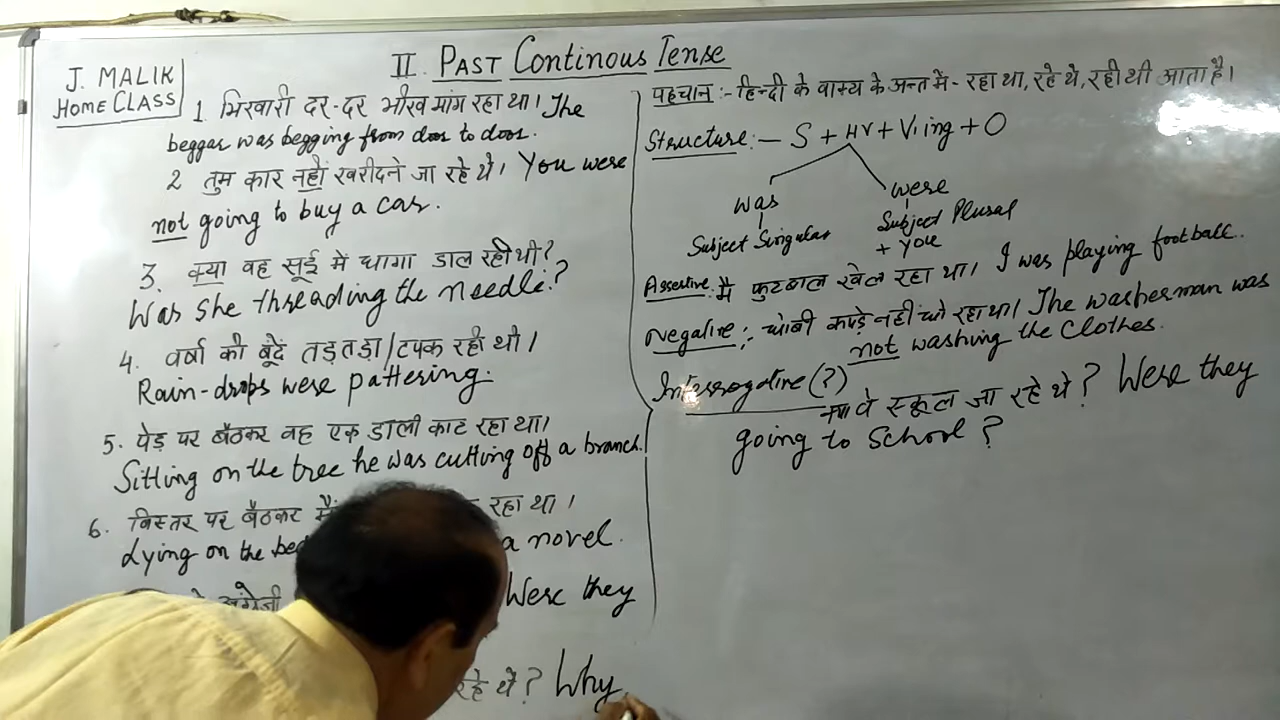 II. PAST Continous Tense
J. MALIK
HOME CLASS
1 भिखारी दर-दर भीख मांग रहा था। The
beggar was begging from door to door.
2 तुम कार नहीं खरीदने जा रहे थे। You were
not going to buy a car.
3. क्या वह सूई में धागा डाल रही थी?
Was she threading the needle?
4. वर्षा की बूंदें तड़तड़ा/टपक रही थी।
Rain-drops were pattering.
5. पेड़ पर बैठकर वह एक डाली काट रहा था।
Sitting on the tree he was cutting off a branch.
6. बिस्तर पर बैठकर मैं रहा था।
Lying on the bed a novel.
अंग्रेजी Were they
रहे थे? Why
पहचान :- हिन्दी के वाक्य के अन्त में - रहा था, रहे थे, रही थी आता है।
Structure :- S + HV + V1 ing + O
was were
Subject Singular Subject Plural
+ You
Assertive: मैं फुटबाल खेल रहा था। I was playing football.
Negative :- धोबी कपड़े नहीं धो रहा था। The washerman was
not washing the clothes.
Interrogative (?)
क्या वे स्कूल जा रहे थे? Were they
going to School?